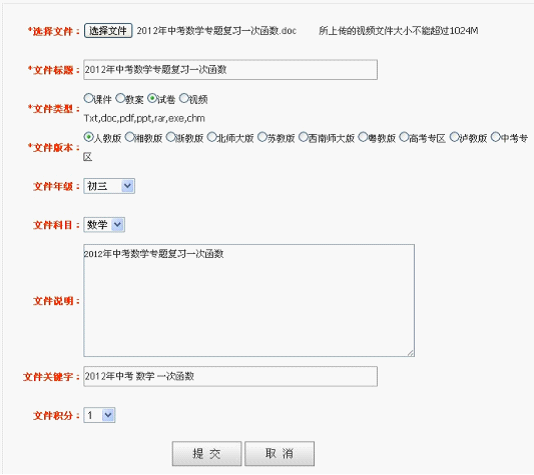 *选择文件： 选择文件 2012年中考数学专题复习一次函数.doc 所上传的视频文件大小不能超过1024M
*文件标题： 2012年中考数学专题复习一次函数
*文件类型： 课件 教案 试卷 视频
Txt,doc,pdf,ppt,rar,exe,chm
*文件版本： 人教版 湘教版 浙教版 北师大版 苏教版 西南师大版 粤教版 高考专区 沪教版 中考专
区
文件年级： 初三
文件科目： 数学
2012年中考数学专题复习一次函数
文件说明：
文件关键字： 2012年中考 数学 一次函数
文件积分： 1
提 交 取 消